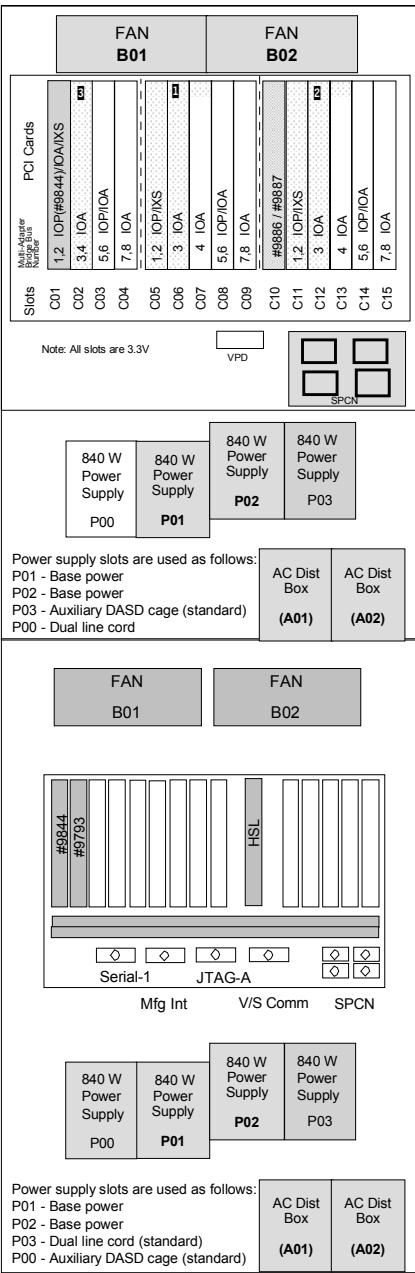 FAN
B01
FAN
B02
PCI Cards
1,2 IOP(#9844)/IOA/IXS
3
3,4 IOA
5,6 IOP/IOA
7,8 IOA
1,2 IOP/IXS
1
3 IOA
4 IOA
5,6 IOP/IOA
7,8 IOA
#9886 / #9887
1,2 IOP/IXS
2
3 IOA
4 IOA
5,6 IOP/IOA
7,8 IOA
Multi-Adapter
Bridge Bus
Number
Slots
C01
C02
C03
C04
C05
C06
C07
C08
C09
C10
C11
C12
C13
C14
C15
Note: All slots are 3.3V
VPD
SPCN
840 W
Power
Supply
P00
840 W
Power
Supply
P01
840 W
Power
Supply
P02
840 W
Power
Supply
P03
Power supply slots are used as follows:
P01 - Base power
P02 - Base power
P03 - Auxiliary DASD cage (standard)
P00 - Dual line cord
AC Dist
Box
(A01)
AC Dist
Box
(A02)
FAN
B01
FAN
B02
#9844
#9793
HSL
Serial-1
JTAG-A
Mfg Int
V/S Comm
SPCN
840 W
Power
Supply
P00
840 W
Power
Supply
P01
840 W
Power
Supply
P02
840 W
Power
Supply
P03
Power supply slots are used as follows:
P01 - Base power
P02 - Base power
P03 - Dual line cord (standard)
P00 - Auxiliary DASD cage (standard)
AC Dist
Box
(A01)
AC Dist
Box
(A02)